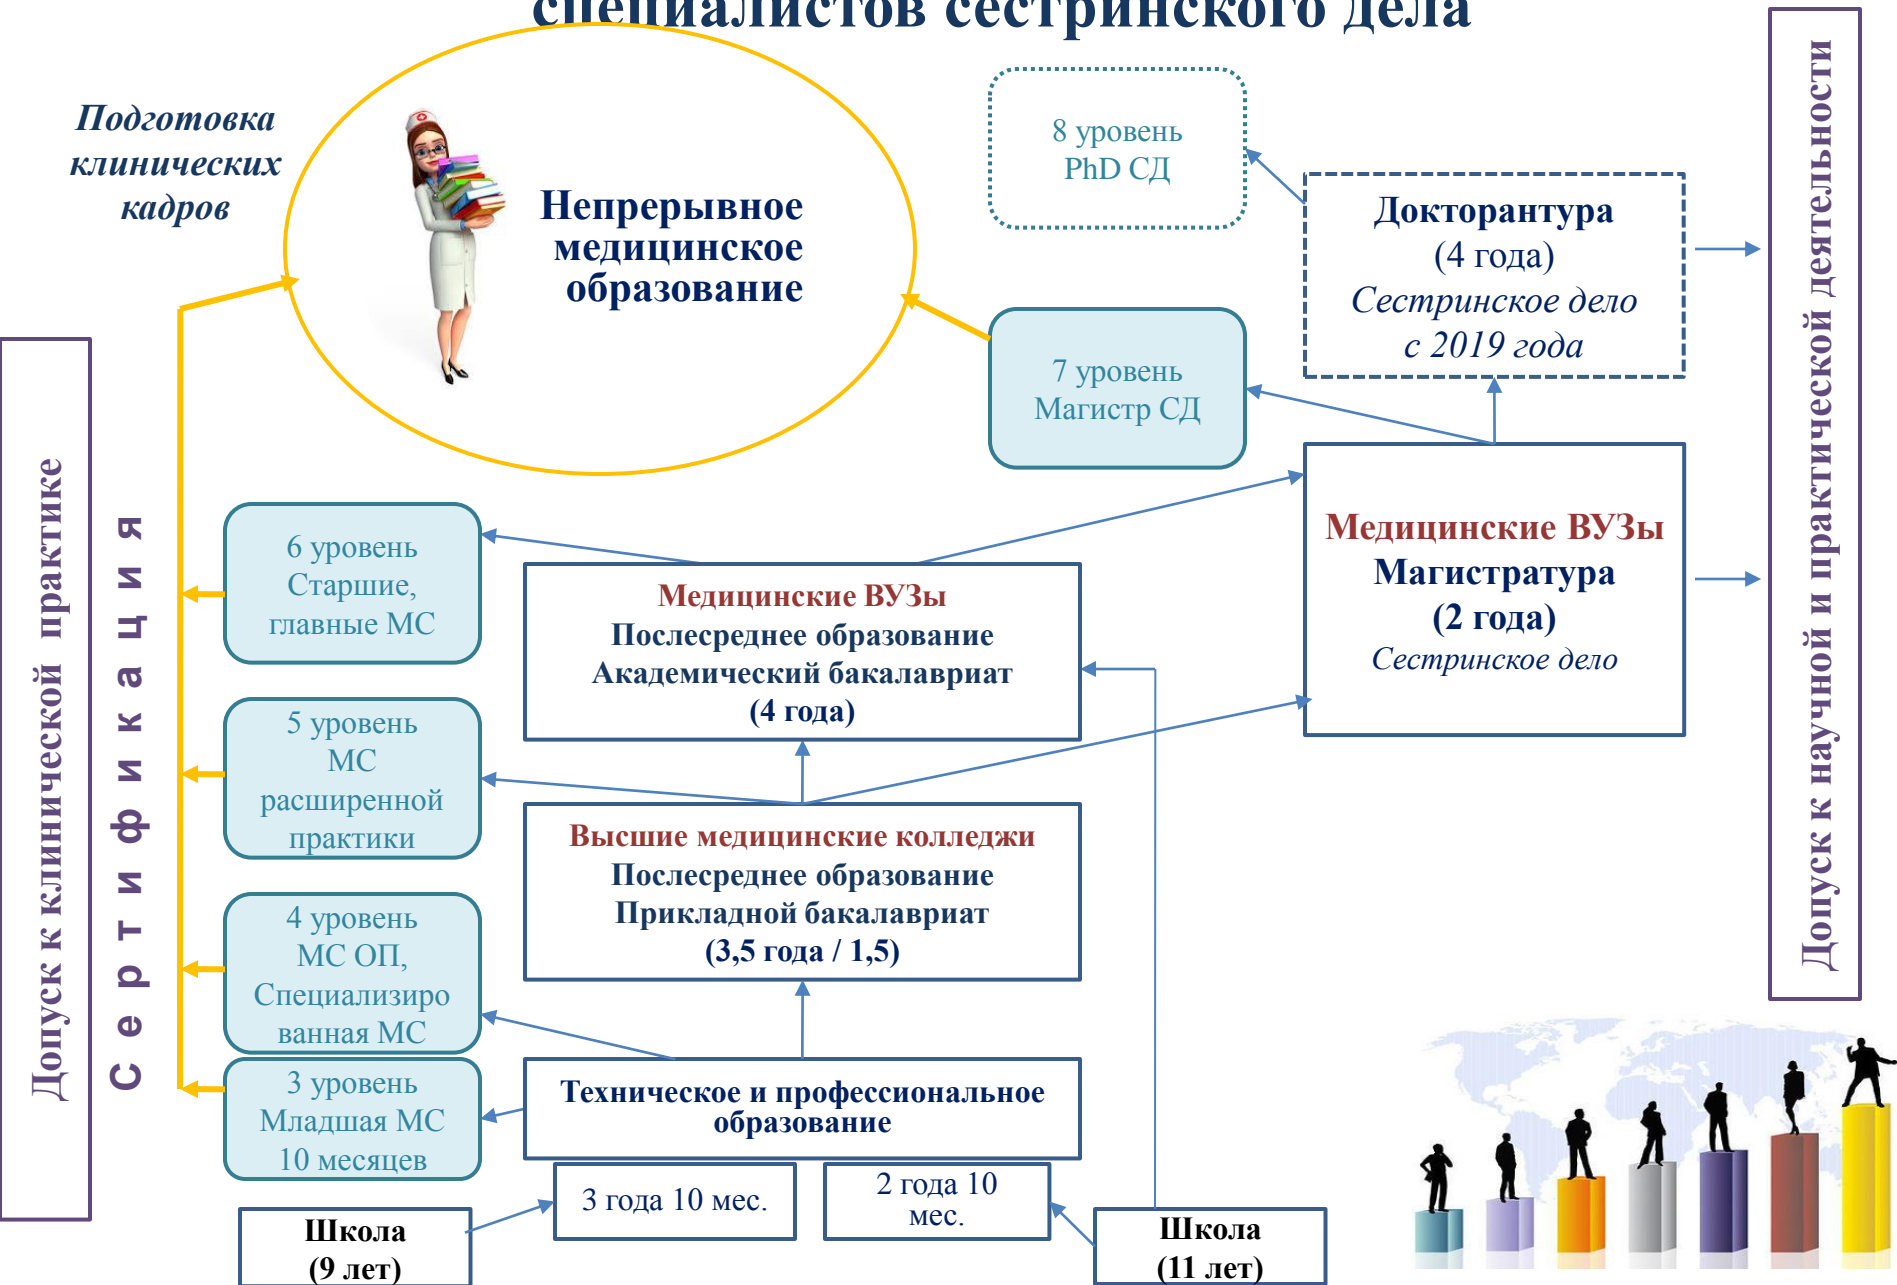 специалистов сестринского дела
Подготовка
клинических
кадров
Непрерывное
медицинское
образование
8 уровень
PhD СД
Докторантура
(4 года)
Сестринское дело
с 2019 года
7 уровень
Магистр СД
Допуск к научной и практической деятельности
Допуск к клинической практике
Сертификация
6 уровень
Старшие,
главные МС
Медицинские ВУЗы
Послесреднее образование
Академический бакалавриат
(4 года)
Медицинские ВУЗы
Магистратура
(2 года)
Сестринское дело
5 уровень
МС
расширенной
практики
Высшие медицинские колледжи
Послесреднее образование
Прикладной бакалавриат
(3,5 года / 1,5)
4 уровень
МС ОП,
Специализиро
ванная МС
3 уровень
Младшая МС
10 месяцев
Техническое и профессиональное
образование
3 года 10 мес.
2 года 10
мес.
Школа
(9 лет)
Школа
(11 лет)